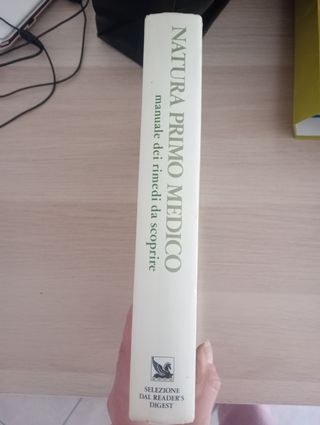 NATURA PRIMO MEDICO
manuale dei rimedi da scoprire
SELEZIONE
DAL READER'S
DIGEST